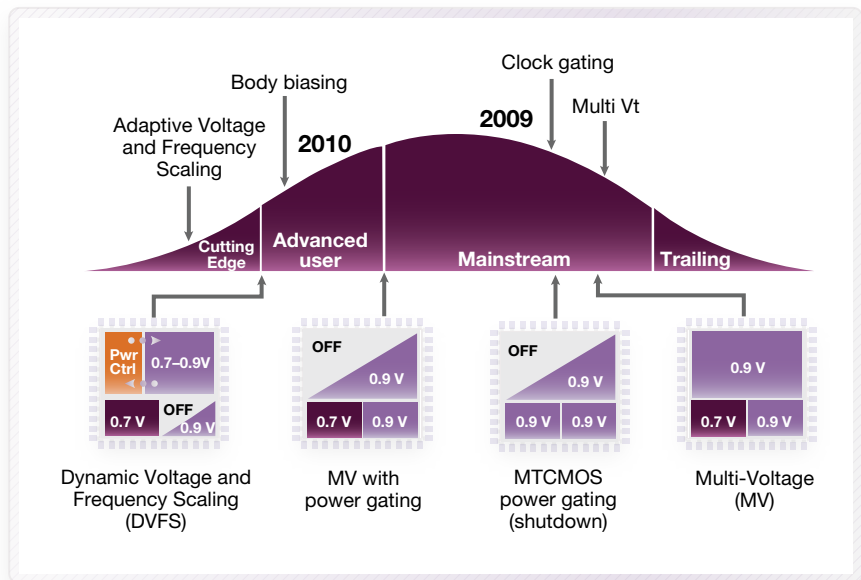 Clock gating
Body biasing
Multi Vt
2009
Adaptive Voltage
and Frequency
Scaling
2010
Cutting
Edge
Advanced
user
Mainstream
Trailing
Pwr
Ctrl
0.7–0.9V
0.7 V
OFF
0.9 V
OFF
0.9 V
0.7 V
0.9 V
OFF
0.9 V
0.9 V
0.9 V
0.9 V
0.7 V
0.9 V
Dynamic Voltage and
Frequency Scaling
(DVFS)
MV with
power gating
MTCMOS
power gating
(shutdown)
Multi-Voltage
(MV)